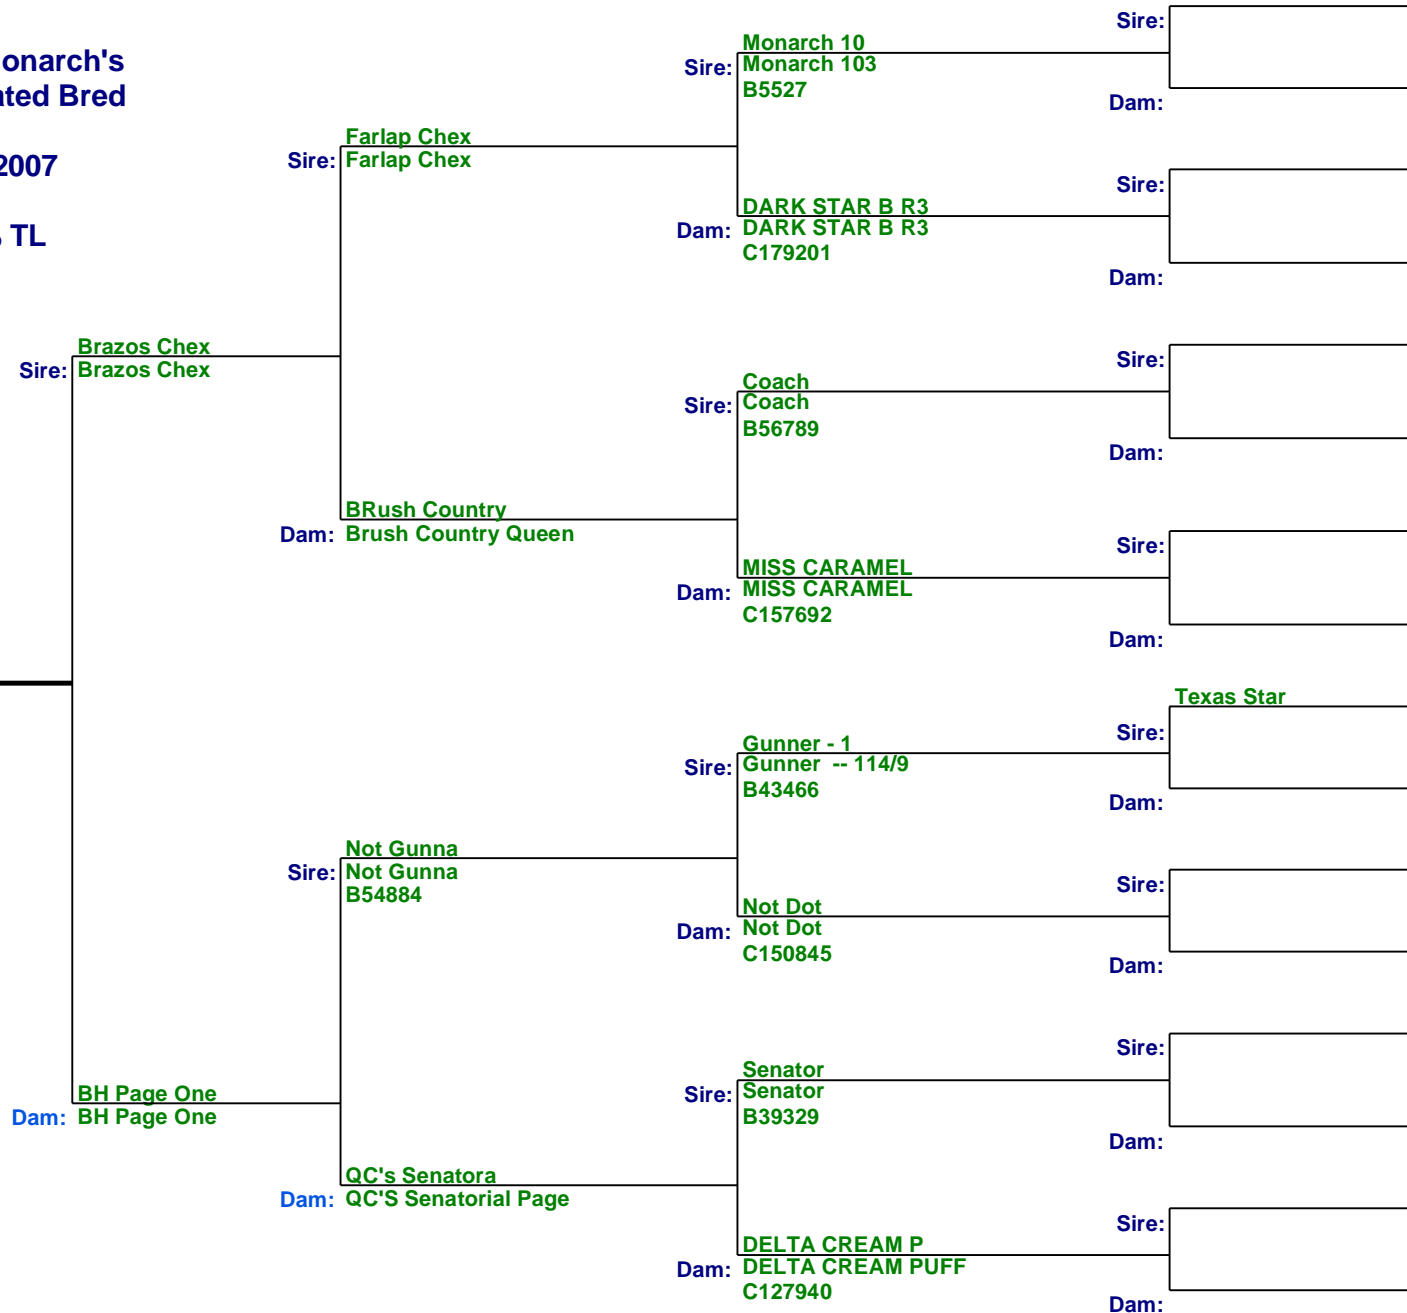 onarch's
ated Bred
2007
TL
Sire:
Monarch 10
Sire: Monarch 103
B5527
Dam:
Farlap Chex
Sire: Farlap Chex
Sire:
DARK STAR B R3
Dam: DARK STAR B R3
C179201
Dam:
Brazos Chex
Sire: Brazos Chex
Sire:
Coach
Sire: Coach
B56789
Dam:
BRush Country
Dam: Brush Country Queen
Sire:
MISS CARAMEL
Dam: MISS CARAMEL
C157692
Dam:
Texas Star
Sire:
Gunner - 1
Sire: Gunner -- 114/9
B43466
Dam:
Not Gunna
Sire: Not Gunna
B54884
Sire:
Not Dot
Dam: Not Dot
C150845
Dam:
Sire:
Senator
Sire: Senator
B39329
BH Page One
Dam: BH Page One
Dam:
QC's Senatora
Dam: QC'S Senatorial Page
Sire:
DELTA CREAM P
Dam: DELTA CREAM PUFF
C127940
Dam: